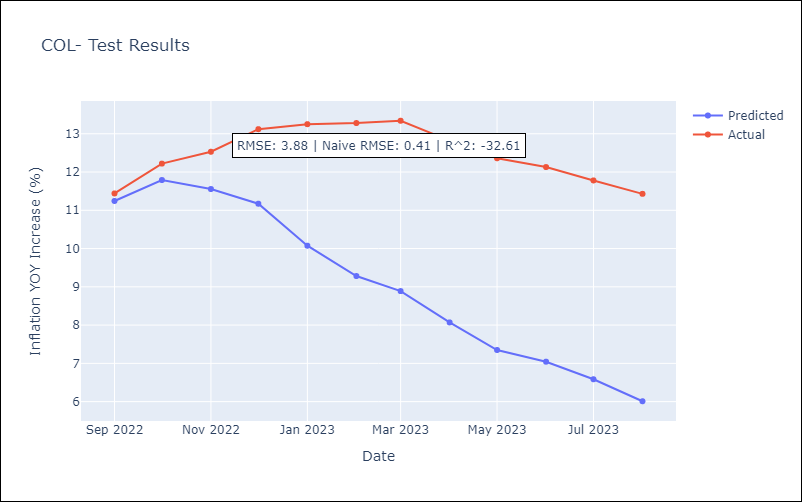 COL- Test Results
Predicted
Actual
RMSE: 3.88 | Naive RMSE: 0.41 | R^2: -32.61
Inflation YOY Increase (%)
13
12
11
10
9
8
7
6
Sep 2022 Nov 2022 Jan 2023 Mar 2023 May 2023 Jul 2023
Date